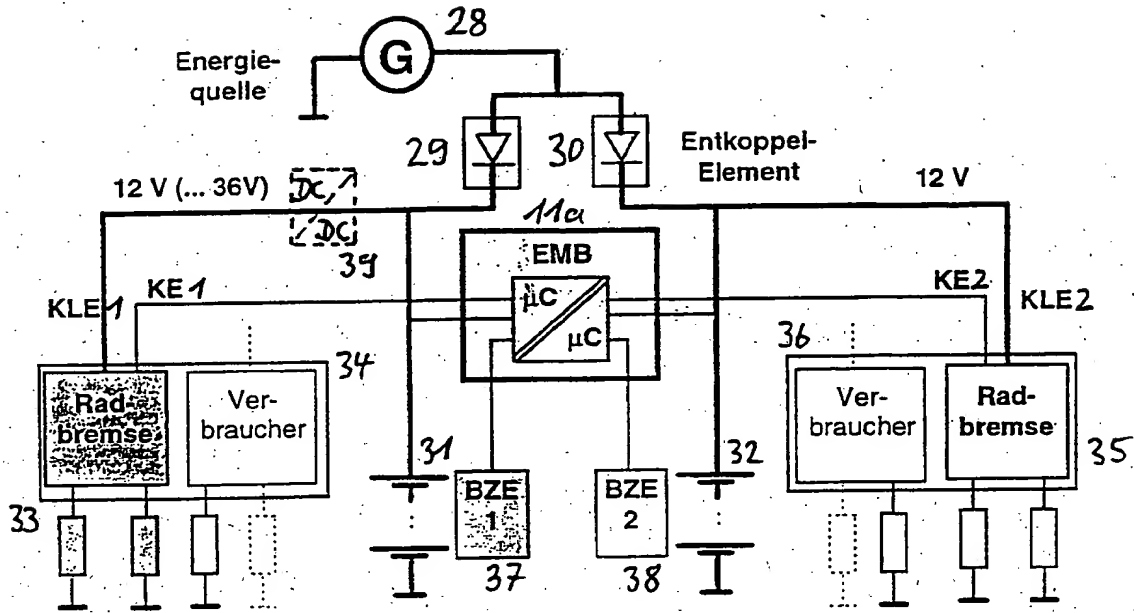 28
G
Energie-
quelle
29
30
Entkoppel-
Element
12 V (... 36V)
DC
DC
39
12 V
11a
EMB
µC
µC
KLE1
KE1
KE2
KLE2
34
36
Rad-
bremse
Ver-
braucher
Ver-
braucher
Rad-
bremse
35
33
31
32
BZE
1
BZE
2
37
38